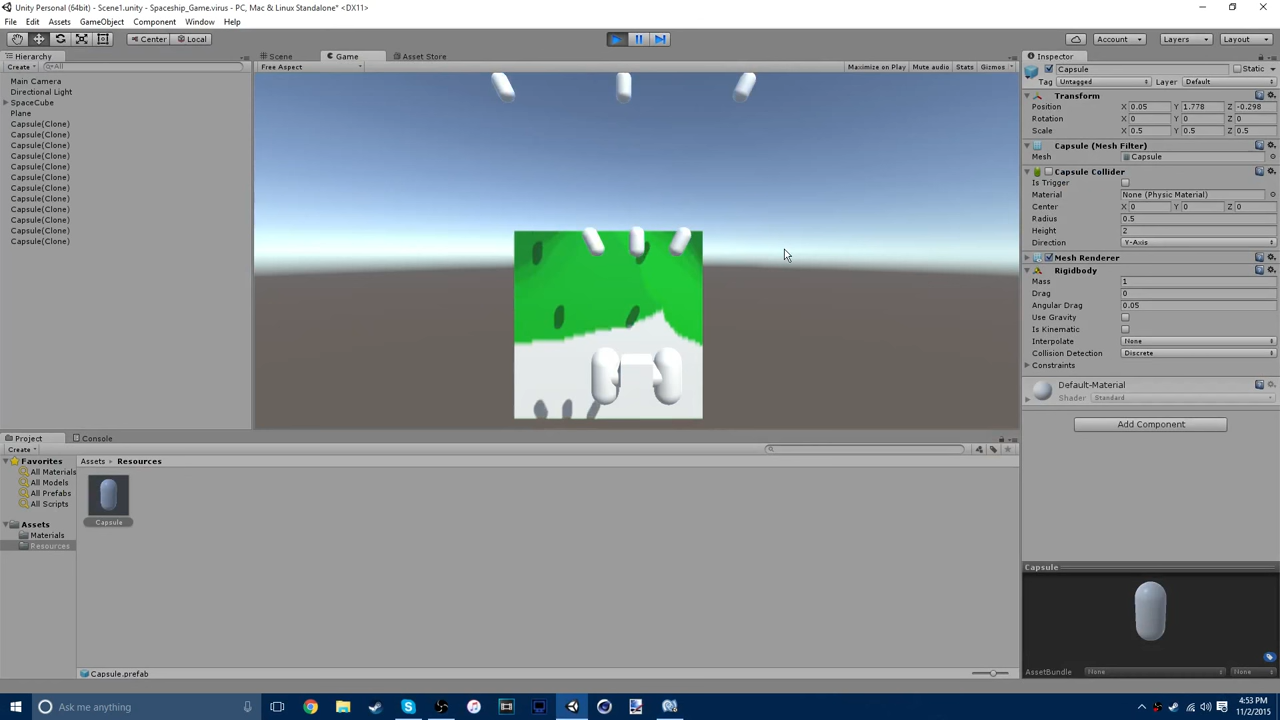 Unity Personal (64bit) - Scene1.unity - Spaceship_Game.virus - PC, Mac & Linux Standalone* <DX11>
File Edit Assets GameObject Component Window Help
Center Local Account Layers Layout
Hierarchy
Create All
Main Camera
Directional Light
SpaceCube
Plane
Capsule(Clone)
Capsule(Clone)
Capsule(Clone)
Capsule(Clone)
Capsule(Clone)
Capsule(Clone)
Capsule(Clone)
Capsule(Clone)
Capsule(Clone)
Capsule(Clone)
Capsule(Clone)
Capsule(Clone)
Scene Game Asset Store
Free Aspect Maximize on Play Mute audio Stats Gizmos
Inspector
Capsule Static
Tag Untagged Layer Default
Transform
Position X 0.05 Y 1.778 Z -0.298
Rotation X 0 Y 0 Z 0
Scale X 0.5 Y 0.5 Z 0.5
Capsule (Mesh Filter)
Mesh Capsule
Capsule Collider
Is Trigger
Material None (Physic Material)
Center X 0 Y 0 Z 0
Radius 0.5
Height 2
Direction Y-Axis
Mesh Renderer
Rigidbody
Mass 1
Drag 0
Angular Drag 0.05
Use Gravity
Is Kinematic
Interpolate None
Collision Detection Discrete
Constraints
Default-Material
Shader Standard
Add Component
Project Console
Create
Favorites
All Materials
All Models
All Prefabs
All Scripts
Assets
Materials
Resources
Assets Resources
Capsule
Capsule.prefab
Capsule
AssetBundle None None
Ask me anything
4:53 PM
11/2/2015